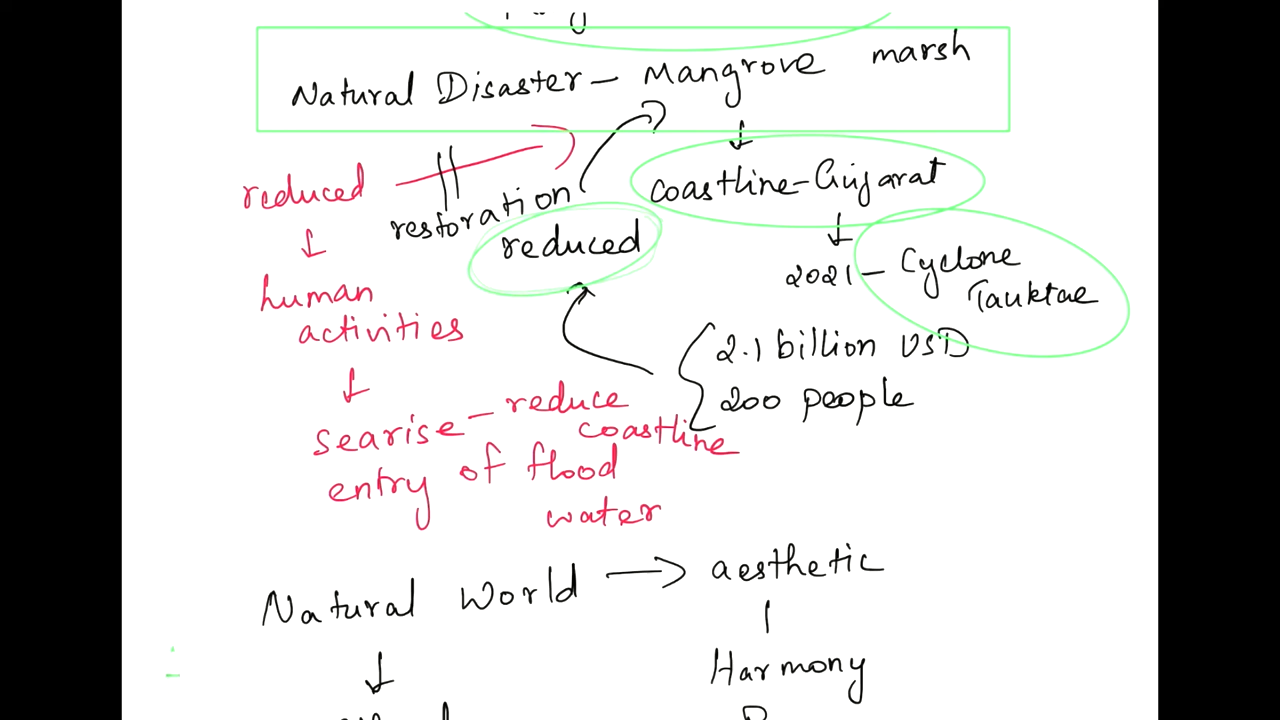 Natural Disaster - Mangrove marsh
reduced
restoration
reduced
coastline - Gujarat
2021 - Cyclone
Tauktae
human
activities
2.1 billion USD
200 people
searise - reduce
coastline
entry of flood
water
Natural World → aesthetic
Harmony